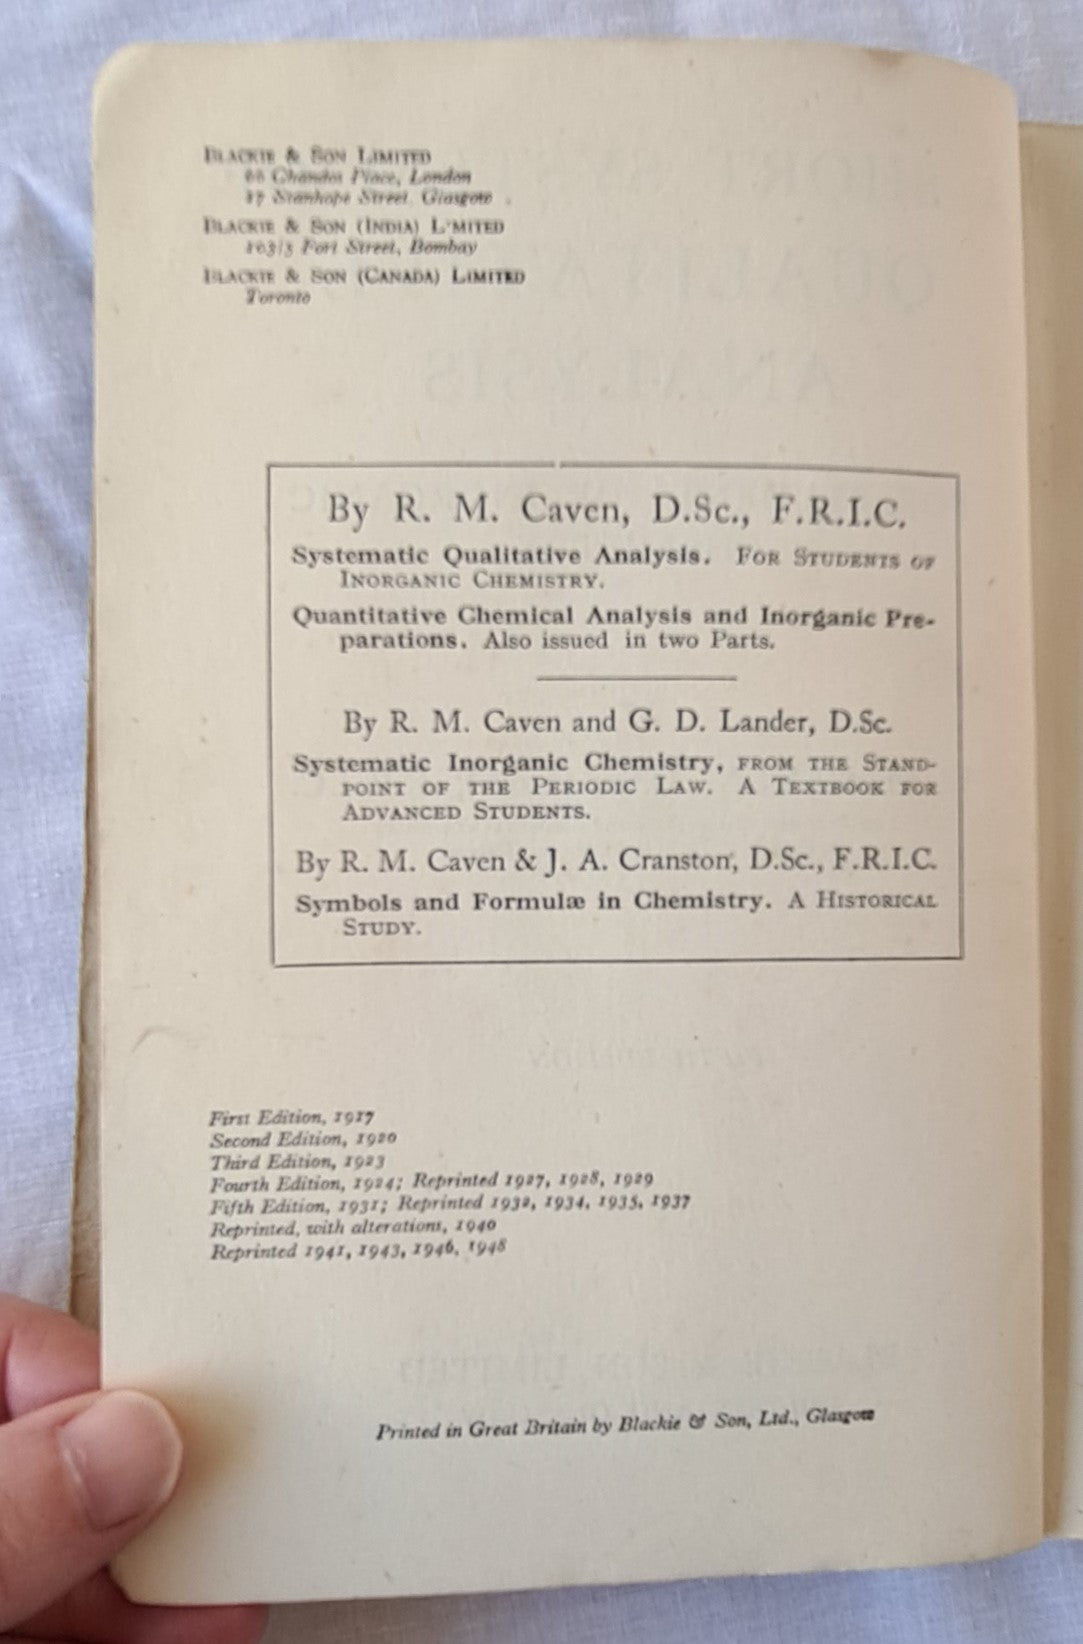 BLACKIE & SON LIMITED
Chandos Place, London
17 Stanhope Street, Glasgow
BLACKIE & SON (INDIA) LIMITED
103/5 Fort Street, Bombay
BLACKIE & SON (CANADA) LIMITED
Toronto
By R. M. Caven, D.Sc., F.R.I.C.
Systematic Qualitative Analysis. FOR STUDENTS OF
INORGANIC CHEMISTRY.
Quantitative Chemical Analysis and Inorganic Pre-
parations. Also issued in two Parts.
By R. M. Caven and G. D. Lander, D.Sc.
Systematic Inorganic Chemistry, FROM THE STAND-
POINT OF THE PERIODIC LAW. A TEXTBOOK FOR
ADVANCED STUDENTS.
By R. M. Caven & J. A. Cranston, D.Sc., F.R.I.C.
Symbols and Formulæ in Chemistry. A HISTORICAL
STUDY.
First Edition, 1917
Second Edition, 1920
Third Edition, 1923
Fourth Edition, 1924; Reprinted 1927, 1928, 1929
Fifth Edition, 1931; Reprinted 1932, 1934, 1935, 1937
Reprinted, with alterations, 1940
Reprinted 1941, 1943, 1946, 1948
Printed in Great Britain by Blackie & Son, Ltd., Glasgow